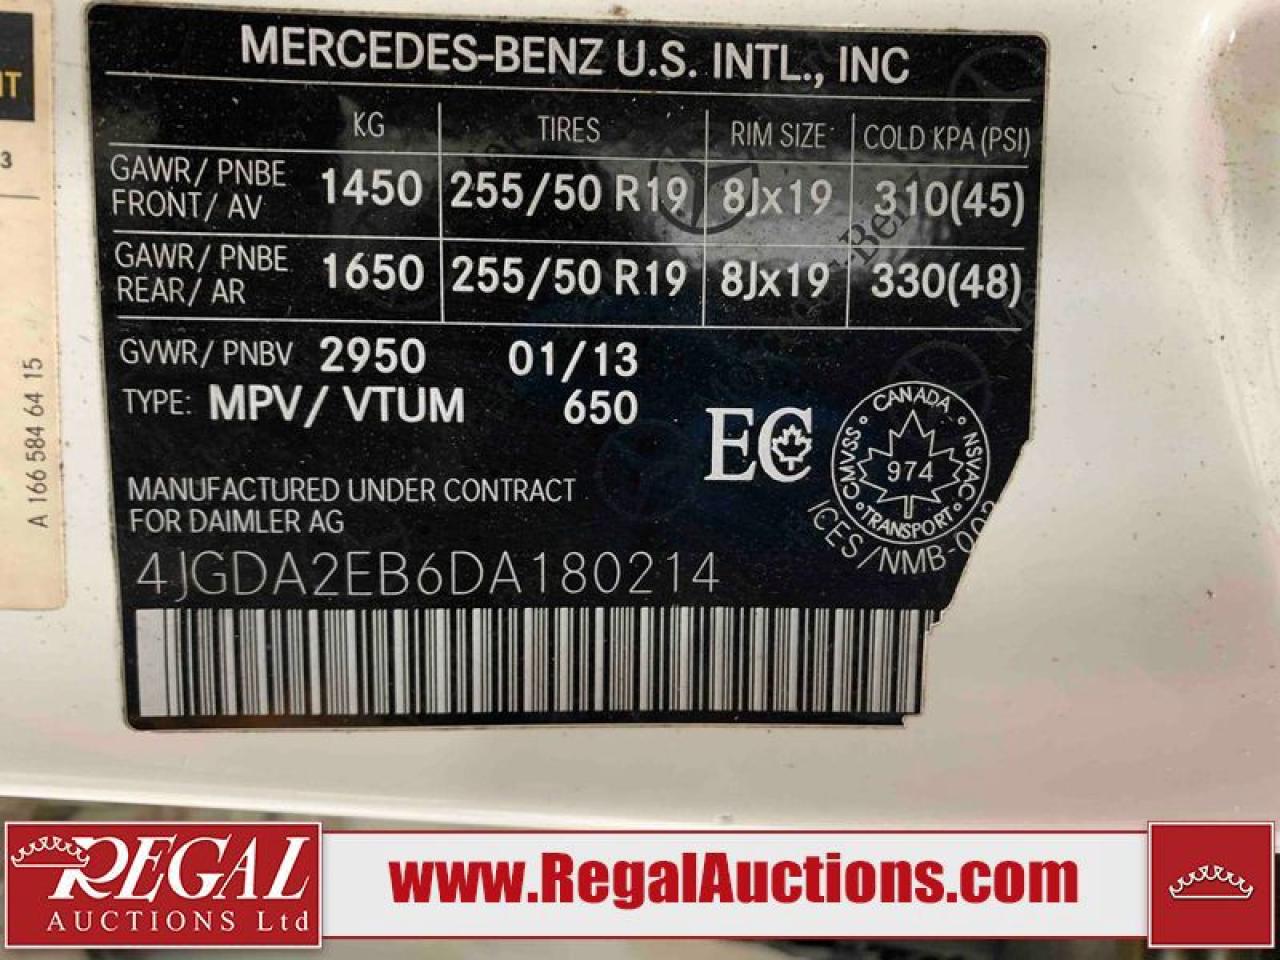 MERCEDES-BENZ U.S. INTL., INC
KG TIRES RIM SIZE COLD KPA (PSI)
GAWR/ PNBE FRONT/ AV 1450 255/50 R19 8Jx19 310(45)
GAWR/ PNBE REAR/ AR 1650 255/50 R19 8Jx19 330(48)
GVWR/ PNBV 2950 01/13
TYPE: MPV/ VTUM 650
EC
CANADA
CMVSS 974 NSVAC
TRANSPORT
ICES/NMB-002
MANUFACTURED UNDER CONTRACT
FOR DAIMLER AG
4JGDA2EB6DA180214
A 166 584 64 15
REGAL
AUCTIONS Ltd
www.RegalAuctions.com